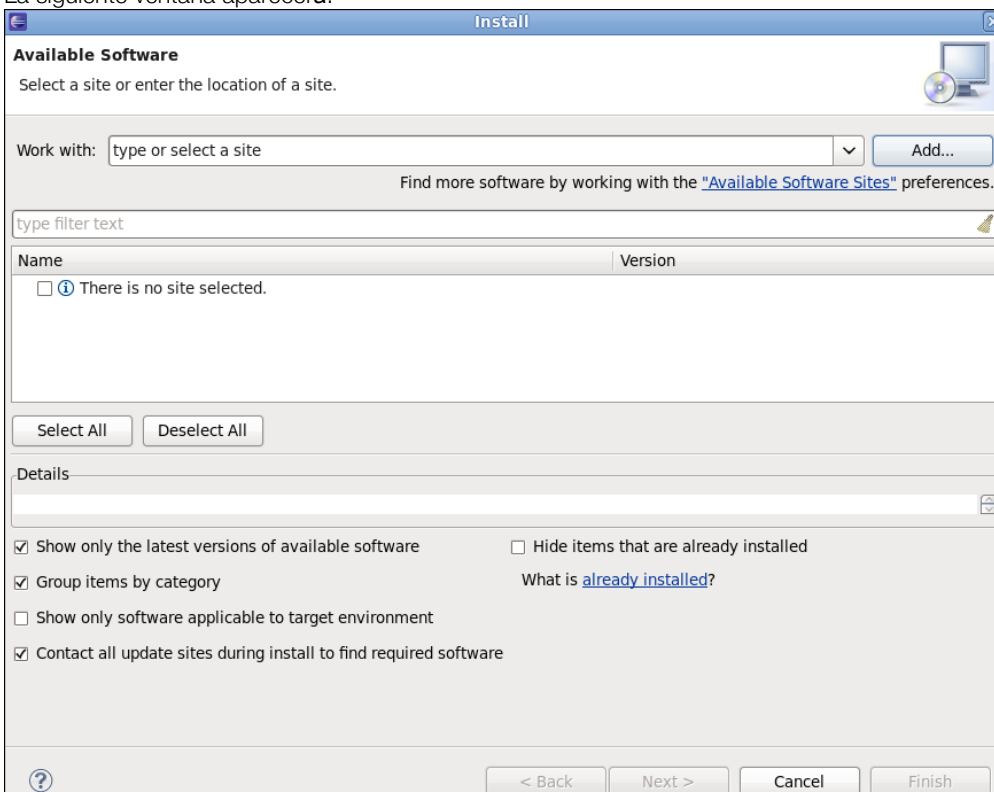 La siguiente ventana aparecerá:
Install
Available Software
Select a site or enter the location of a site.
Work with: type or select a site Add...
Find more software by working with the "Available Software Sites" preferences.
type filter text
Name Version
There is no site selected.
Select All Deselect All
Details
Show only the latest versions of available software Hide items that are already installed
Group items by category What is already installed?
Show only software applicable to target environment
Contact all update sites during install to find required software
? < Back Next > Cancel Finish